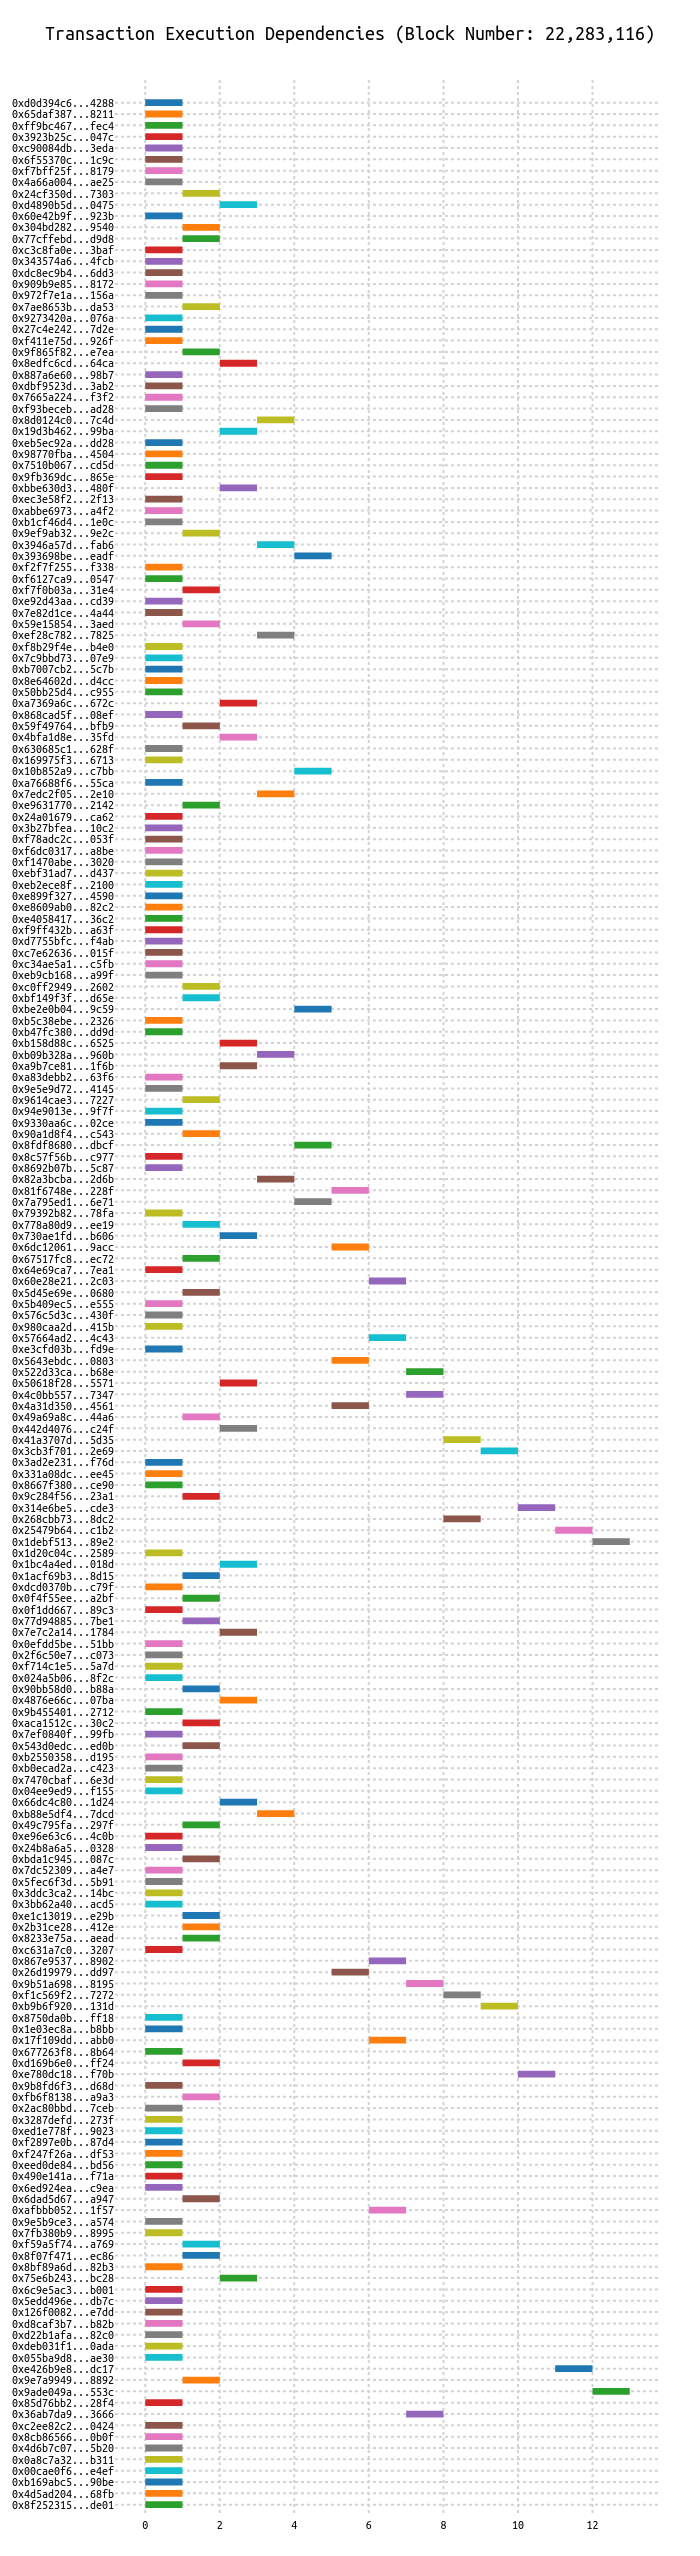 Transaction Execution Dependencies (Block Number: 22,283,116)
0xd0d394c6...4288
0x65daf387...8211
0xff9bc467...fec4
0x3923b25c...047c
0xc90084db...3eda
0x6f55370c...1c9c
0xf7bff25f...8179
0x4a66a004...ae25
0x24cf350d...7303
0xd4890b5d...0475
0x60e42b9f...923b
0x304bd282...9540
0x77cffebd...d9d8
0xc3c8fa0e...3baf
0x343574a6...4fcb
0xdc8ec9b4...6dd3
0x909b9e85...8172
0x972f7e1a...156a
0x7ae8653b...da53
0x9273420a...076a
0x27c4e242...7d2e
0xf411e75d...926f
0x9f865f82...e7ea
0x8edfc6cd...64ca
0x887a6e60...98b7
0xdbf9523d...3ab2
0x7665a224...f3f2
0xf93beceb...ad28
0x8d0124c0...7c4d
0x19d3b462...99ba
0xeb5ec92a...dd28
0x98770fba...4504
0x7510b067...cd5d
0x9fb369dc...865e
0xbbe630d3...480f
0xec3e58f2...2f13
0xabbe6973...a4f2
0xb1cf46d4...1e0c
0x9ef9ab32...9e2c
0x3946a57d...fab6
0x393698be...eadf
0xf2f7f255...f338
0xf6127ca9...0547
0xf7f0b03a...31e4
0xe92d43aa...cd39
0x7e82d1ce...4a44
0x59e15854...3aed
0xef28c782...7825
0xf8b29f4e...b4e0
0x7c9bbd73...07e9
0xb7007cb2...5c7b
0x8e64602d...d4cc
0x50bb25d4...c955
0xa7369a6c...672c
0x868cad5f...08ef
0x59f49764...bfb9
0x4bfa1d8e...35fd
0x630685c1...628f
0x169975f3...6713
0x10b852a9...c7bb
0xa76688f6...55ca
0x7edc2f05...2e10
0xe9631770...2142
0x24a01679...ca62
0x3b27bfea...10c2
0xf78adc2c...053f
0xf6dc0317...a8be
0xf1470abe...3020
0xebf31ad7...d437
0xeb2ece8f...2100
0xe899f327...4590
0xe8609ab0...82c2
0xe4058417...36c2
0xf9ff432b...a63f
0xd7755bfc...f4ab
0xc7e62636...015f
0xc34ae5a1...c5fb
0xeb9cb168...a99f
0xc0ff2949...2602
0xbf149f3f...d65e
0xbe2e0b04...9c59
0xb5c38ebe...2326
0xb47fc380...dd9d
0xb158d88c...6525
0xb09b328a...960b
0xa9b7ce81...1f6b
0xa83debb2...63f6
0x9e5e9d72...4145
0x9614cae3...7227
0x94e9013e...9f7f
0x9330aa6c...02ce
0x90a1d8f4...c543
0x8fdf8680...dbcf
0x8c57f56b...c977
0x8692b07b...5c87
0x82a3bcba...2d6b
0x81f6748e...228f
0x7a795ed1...6e71
0x79392b82...78fa
0x778a80d9...ee19
0x730ae1fd...b606
0x6dc12061...9acc
0x67517fc8...ec72
0x64e69ca7...7ea1
0x60e28e21...2c03
0x5d45e69e...0680
0x5b409ec5...e555
0x576c5d3c...430f
0x980caa2d...415b
0x57664ad2...4c43
0xe3cfd03b...fd9e
0x5643ebdc...0803
0x522d33ca...b68e
0x50618f28...5571
0x4c0bb557...7347
0x4a31d350...4561
0x49a69a8c...44a6
0x442d4076...c24f
0x41a3707d...5d35
0x3cb3f701...2e69
0x3ad2e231...f76d
0x331a08dc...ee45
0x8667f380...ce90
0x9c284f56...23a1
0x314e6be5...cde3
0x268cbb73...8dc2
0x25479b64...c1b2
0x1debf513...89e2
0x1d20c04c...2589
0x1bc4a4ed...018d
0x1acf69b3...8d15
0xdcd0370b...c79f
0x0f4f55ee...a2bf
0x0f1dd667...89c3
0x77d94885...7be1
0x7e7c2a14...1784
0x0efdd5be...51bb
0x2f6c50e7...c073
0xf714c1e5...5a7d
0x024a5b06...8f2c
0x90bb58d0...b88a
0x4876e66c...07ba
0x9b455401...2712
0xaca1512c...30c2
0x7ef0840f...99fb
0x543d0edc...ed0b
0xb2550358...d195
0xb0ecad2a...c423
0x7470cbaf...6e3d
0x04ee9ed9...f155
0x66dc4c80...1d24
0xb88e5df4...7dcd
0x49c795fa...297f
0xe96e63c6...4c0b
0x24b8a6a5...0328
0xbda1c945...087c
0x7dc52309...a4e7
0x5fec6f3d...5b91
0x3ddc3ca2...14bc
0x3bb62a40...acd5
0xe1c13019...e29b
0x2b31ce28...412e
0x8233e75a...aead
0xc631a7c0...3207
0x867e9537...8902
0x26d19979...dd97
0x9b51a698...8195
0xf1c569f2...7272
0xb9b6f920...131d
0x8750da0b...ff18
0x1e03ec8a...b8bb
0x17f109dd...abb0
0x677263f8...8b64
0xd169b6e0...ff24
0xe780dc18...f70b
0x9b8fd6f3...d68d
0xfb6f8138...a9a3
0x2ac80bbd...7ceb
0x3287defd...273f
0xed1e778f...9023
0xf2897e0b...87d4
0xf247f26a...df53
0xeed0de84...bd56
0x490e141a...f71a
0x6ed924ea...c9ea
0x6dad5d67...a947
0xafbbb052...1f57
0x9e5b9ce3...a574
0x7fb380b9...8995
0xf59a5f74...a769
0x8f07f471...ec86
0x8bf89a6d...82b3
0x75e6b243...bc28
0x6c9e5ac3...b001
0x5edd496e...db7c
0x126f0082...e7dd
0xd8caf3b7...b82b
0xd22b1afa...82c0
0xdeb031f1...0ada
0x055ba9d8...ae30
0xe426b9e8...dc17
0x9e7a9949...8892
0x9ade049a...553c
0x85d76bb2...28f4
0x36ab7da9...3666
0xc2ee82c2...0424
0x8cb86566...0b0f
0x4d6b7c07...5b20
0x0a8c7a32...b311
0x00cae0f6...e4ef
0xb169abc5...90be
0x4d5ad204...68fb
0x8f252315...de01
0 2 4 6 8 10 12